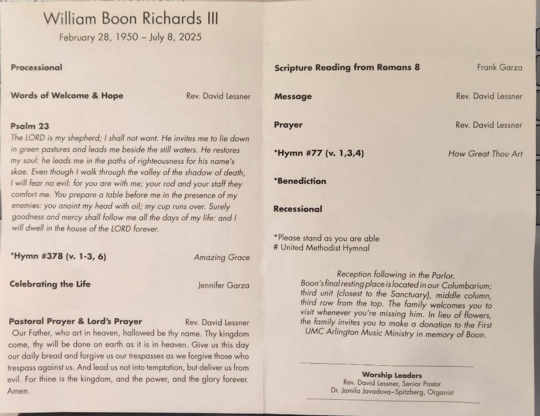 William Boon Richards III
February 28, 1950 – July 8, 2025
Processional
Words of Welcome & Hope Rev. David Lessner
Psalm 23
The LORD is my shepherd; I shall not want. He invites me to lie down
in green pastures and leads me beside the still waters. He restores
my soul: he leads me in the paths of righteousness for his name's
skae. Even though I walk through the valley of the shadow of death,
I will fear no evil: for you are with me; your rod and your staff they
comfort me. You prepare a table before me in the presence of my
enemies: you anoint my head with oil; my cup runs over. Surely
goodness and mercy shall follow me all the days of my life: and I
will dwell in the house of the LORD forever.
*Hymn #378 (v. 1-3, 6) Amazing Grace
Celebrating the Life Jennifer Garza
Pastoral Prayer & Lord's Prayer Rev. David Lessner
Our Father, who art in heaven, hallowed be thy name. Thy kingdom
come, thy will be done on earth as it is in heaven. Give us this day
our daily bread and forgive us our trespasses as we forgive those who
trespass against us. And lead us not into temptation, but deliver us from
evil. For thine is the kingdom, and the power, and the glory forever.
Amen.
Scripture Reading from Romans 8 Frank Garza
Message Rev. David Lessner
Prayer Rev. David Lessner
*Hymn #77 (v. 1,3,4) How Great Thou Art
*Benediction
Recessional
*Please stand as you are able
# United Methodist Hymnal
Reception following in the Parlor.
Boon's final resting place is located in our Columbarium;
third unit (closest to the Sanctuary), middle column,
third row from the top. The family welcomes you to
visit whenever you're missing him. In lieu of flowers,
the family invites you to make a donation to the First
UMC Arlington Music Ministry in memory of Boon.
Worship Leaders
Rev. David Lessner, Senior Pastor
Dr. Jamila Javadova-Spitzberg, Organist